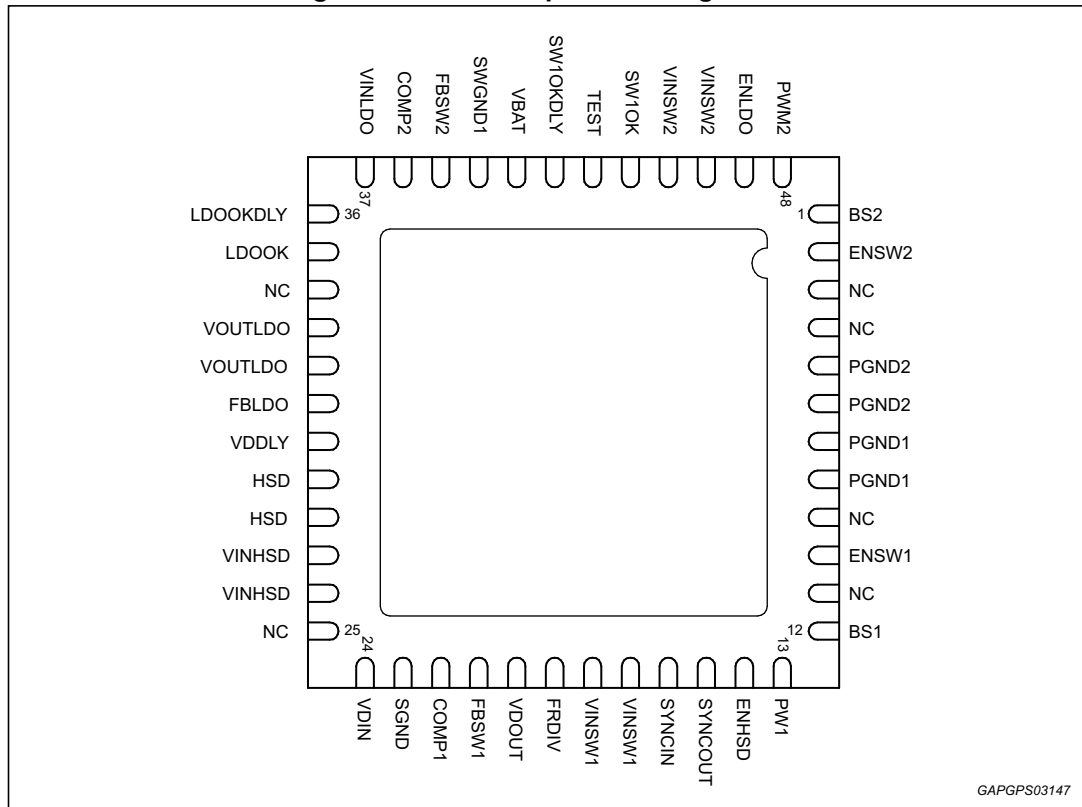 VINLDO
COMP2
FBSW2
SWGND1
VBAT
SW1OKDLY
TEST
SW1OK
VINSW2
VINSW2
ENLDO
PWM2
37
48
LDOOKDLY 36
LDOOK
NC
VOUTLDO
VOUTLDO
FBLDO
VDDLY
HSD
HSD
VINHSD
VINHSD
NC 25
1 BS2
ENSW2
NC
NC
PGND2
PGND2
PGND1
PGND1
NC
ENSW1
NC
12 BS1
24
13
VDIN
SGND
COMP1
FBSW1
VDOUT
FRDIV
VINSW1
VINSW1
SYNCIN
SYNCOUT
ENHSD
PW1
GAPGPS03147